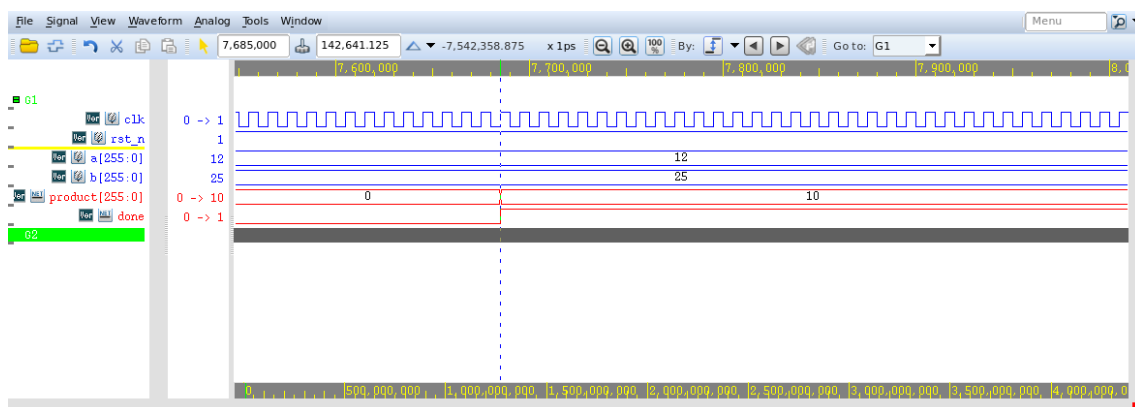 File Signal View Waveform Analog Tools Window Menu
7,685,000 142,641.125 -7,542,358.875 x 1ps 100 % By: Go to: G1
7,600,000 7,700,000 7,800,000 7,900,000 8,0
G1
clk 0 -> 1
rst_n 1
a[255:0] 12 12
b[255:0] 25 25
product[255:0] 0 -> 10 0 10
done 0 -> 1
G2
0 500,000,000 1,000,000,000 1,500,000,000 2,000,000,000 2,500,000,000 3,000,000,000 3,500,000,000 4,000,000,0